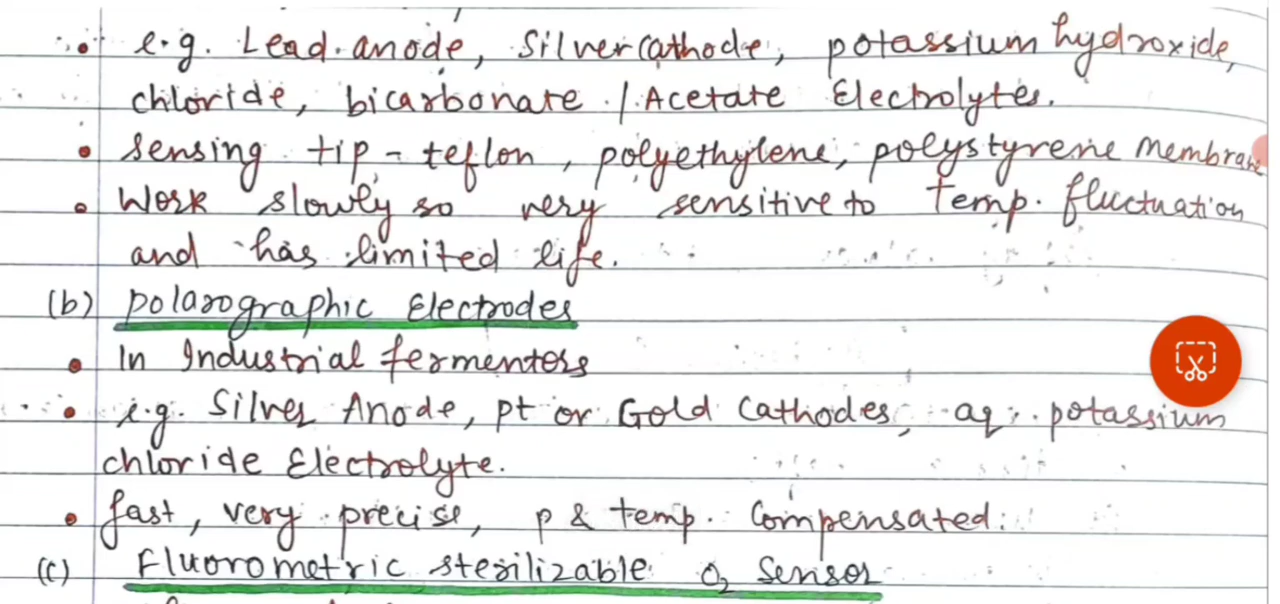 • e.g. Lead anode, Silver Cathode, potassium hydroxide,
chloride, bicarbonate / Acetate Electrolytes.
• Sensing tip - teflon, polyethylene, polystyrene membrane
• Work slowly so very sensitive to Temp. fluctuation
and has limited life.
(b) Polarographic Electrodes
• In Industrial fermentors
• e.g. Silver Anode, pt or Gold Cathodes, aq. potassium
chloride Electrolyte.
• fast, very precise, p & temp. Compensated.
(c) Fluorometric sterilizable O₂ Sensor